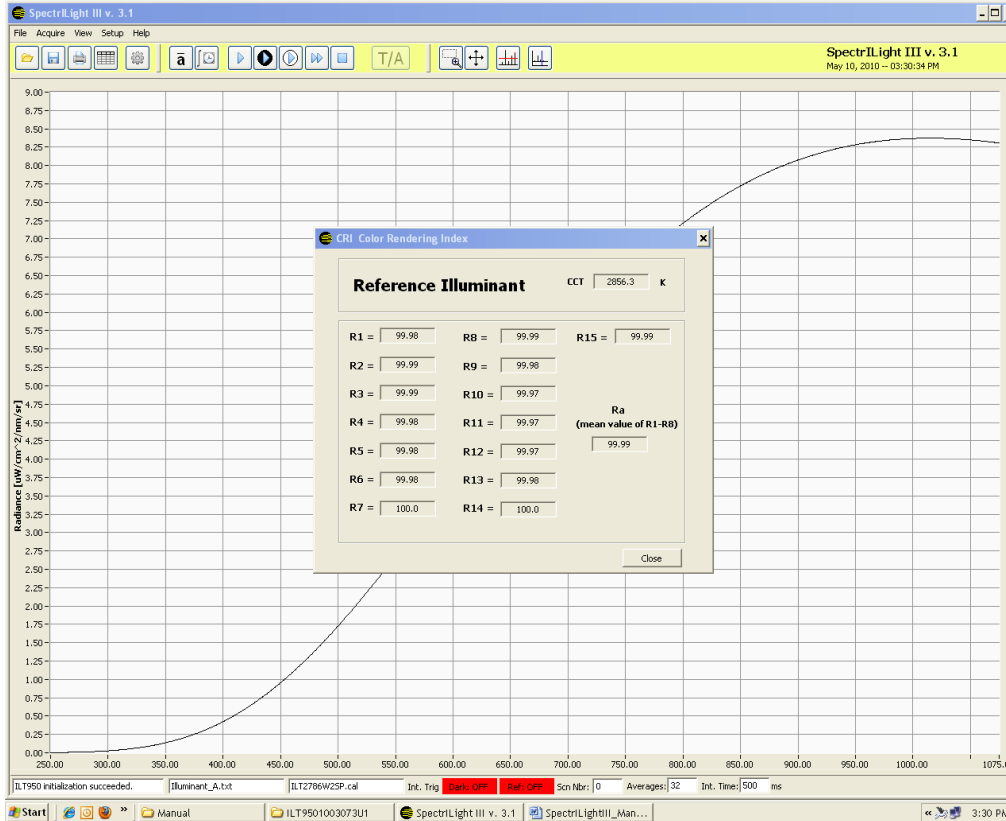 SpectrILight III v. 3.1
File Acquire View Setup Help
ā T/A
SpectrILight III v. 3.1
May 10, 2010 -- 03:30:34 PM
9.00
8.75
8.50
8.25
8.00
7.75
7.50
7.25
7.00
6.75
6.50
6.25
6.00
5.75
5.50
5.25
5.00
4.75
4.50
4.25
4.00
3.75
3.50
3.25
3.00
2.75
2.50
2.25
2.00
1.75
1.50
1.25
1.00
0.75
0.50
0.25
0.00
Radiance [uW/cm^2/nm/sr]
CRI Color Rendering Index
Reference Illuminant CCT 2856.3 K
R1 = 99.98 R8 = 99.99 R15 = 99.99
R2 = 99.99 R9 = 99.98
R3 = 99.99 R10 = 99.97
Ra
R4 = 99.98 R11 = 99.97 (mean value of R1-R8)
99.99
R5 = 99.98 R12 = 99.97
R6 = 99.98 R13 = 99.98
R7 = 100.0 R14 = 100.0
Close
250.00 300.00 350.00 400.00 450.00 500.00 550.00 600.00 650.00 700.00 750.00 800.00 850.00 900.00 950.00 1000.00 1075.
ILT950 initialization succeeded. Illuminant_A.txt ILT2786W2SP.cal Int. Trig Dark: OFF Ref: OFF Scn Nbr: 0 Averages: 32 Int. Time: 500 ms
Start » Manual ILT9501003073U1 SpectrILight III v. 3.1 SpectrILightIII_Man... « 3:30 PM